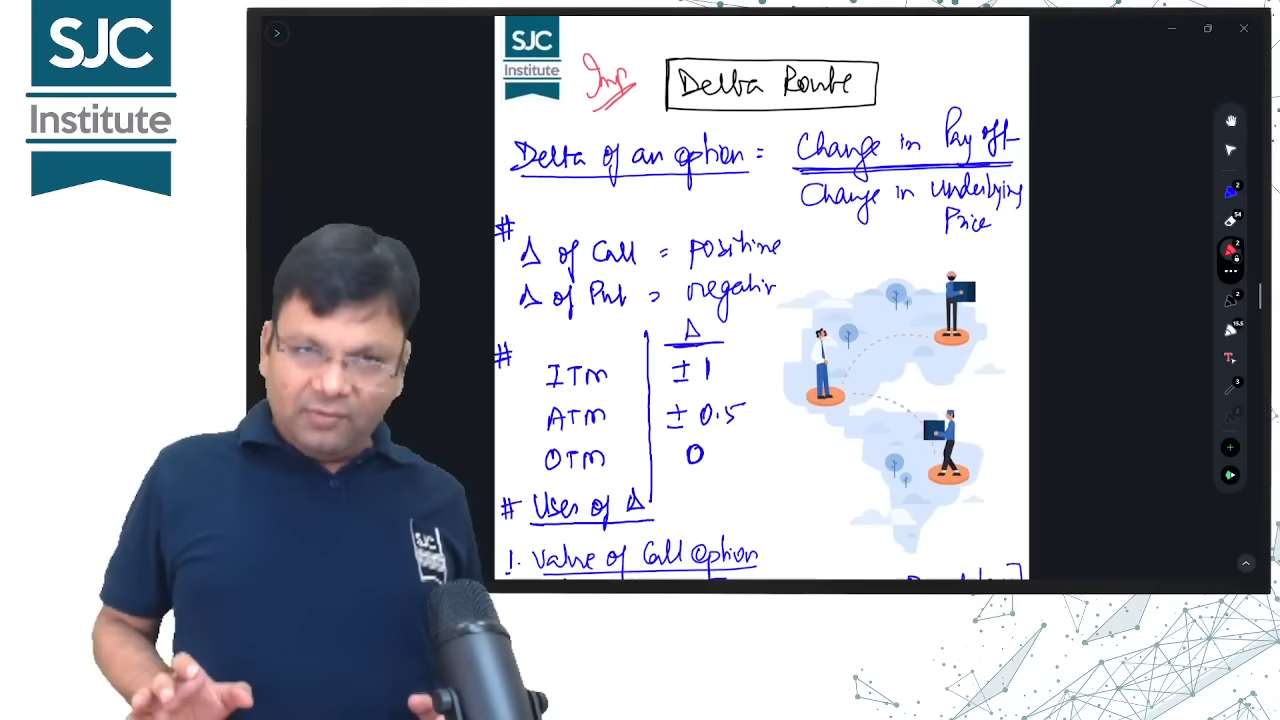 SJC
Institute
SJC
Institute
Imp
Delta Route
Delta of an option = Change in Pay off
Change in Underlying
Price
# Δ of Call = positive
Δ of Put = negativ
Δ
# ITM ± 1
ATM ± 0.5
OTM 0
# Uses of Δ
1. Value of Call option
SJC